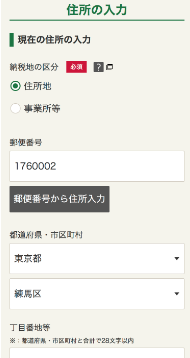 住所の入力
現在の住所の入力
納税地の区分 必須 ?
住所地
事業所等
郵便番号
1760002
郵便番号から住所入力
都道府県・市区町村
東京都
練馬区
丁目番地等
※：都道府県・市区町村と合計で28文字以内